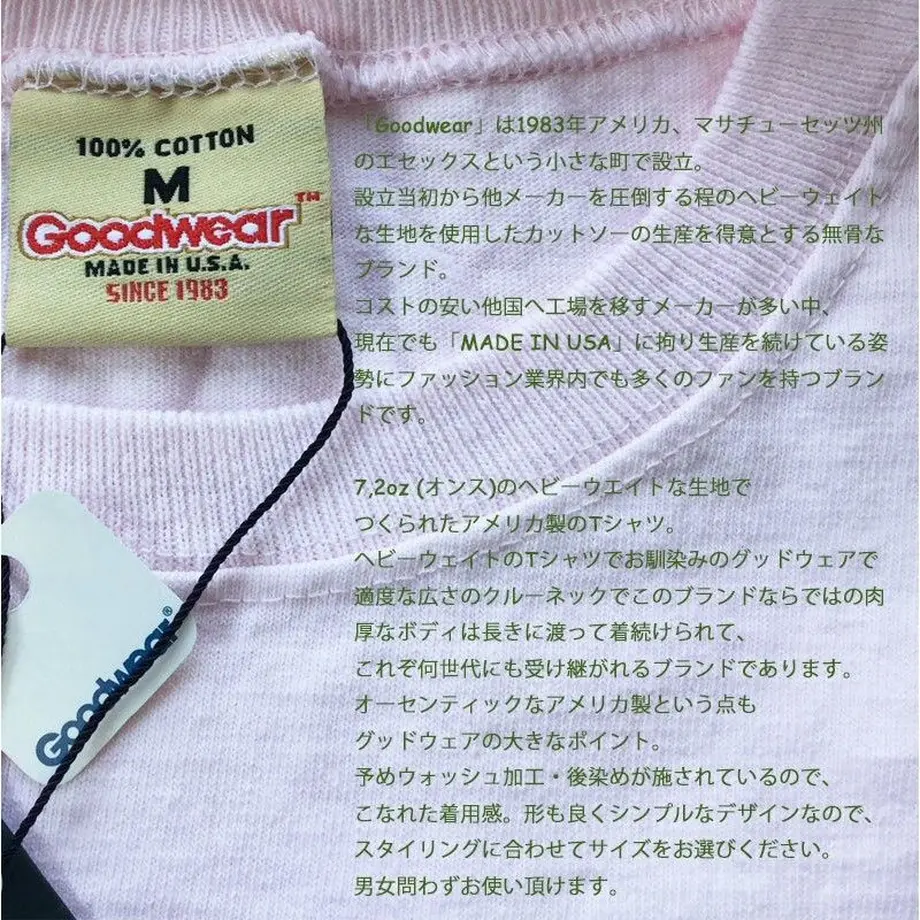 100% COTTON
M
Goodwear™
MADE IN U.S.A.
SINCE 1983
Goodwear®
「Goodwear」は1983年アメリカ、マサチューセッツ州
のエセックスという小さな町で設立。
設立当初から他メーカーを圧倒する程のヘビーウェイト
な生地を使用したカットソーの生産を得意とする無骨な
ブランド。
コストの安い他国へ工場を移すメーカーが多い中、
現在でも「MADE IN USA」に拘り生産を続けている姿
勢にファッション業界内でも多くのファンを持つブラン
ドです。
7,2oz (オンス)のヘビーウエイトな生地で
つくられたアメリカ製のTシャツ。
ヘビーウェイトのTシャツでお馴染みのグッドウェアで
適度な広さのクルーネックでこのブランドならではの肉
厚なボディは長きに渡って着続けられて、
これぞ何世代にも受け継がれるブランドであります。
オーセンティックなアメリカ製という点も
グッドウェアの大きなポイント。
予めウォッシュ加工・後染めが施されているので、
こなれた着用感。形も良くシンプルなデザインなので、
スタイリングに合わせてサイズをお選びください。
男女問わずお使い頂けます。